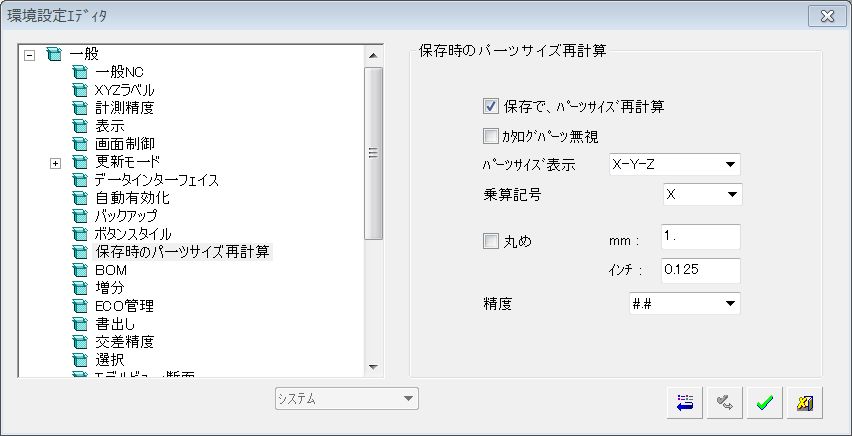 環境設定ｴﾃﾞｨﾀ
一般
一般NC
XYZラベル
計測精度
表示
画面制御
更新モード
データインターフェイス
自動有効化
バックアップ
ボタンスタイル
保存時のパーツサイズ再計算
BOM
増分
ECO管理
書出し
交差精度
選択
モデルビュー断面
システム
保存時のパーツサイズ再計算
保存で、ﾊﾟｰﾂｻｲｽﾞ再計算
ｶﾀﾛｸﾞﾊﾟｰﾂ無視
ﾊﾟｰﾂｻｲｽﾞ表示 X-Y-Z
乗算記号 X
丸め mm : 1.
ｲﾝﾁ : 0.125
精度 #.#